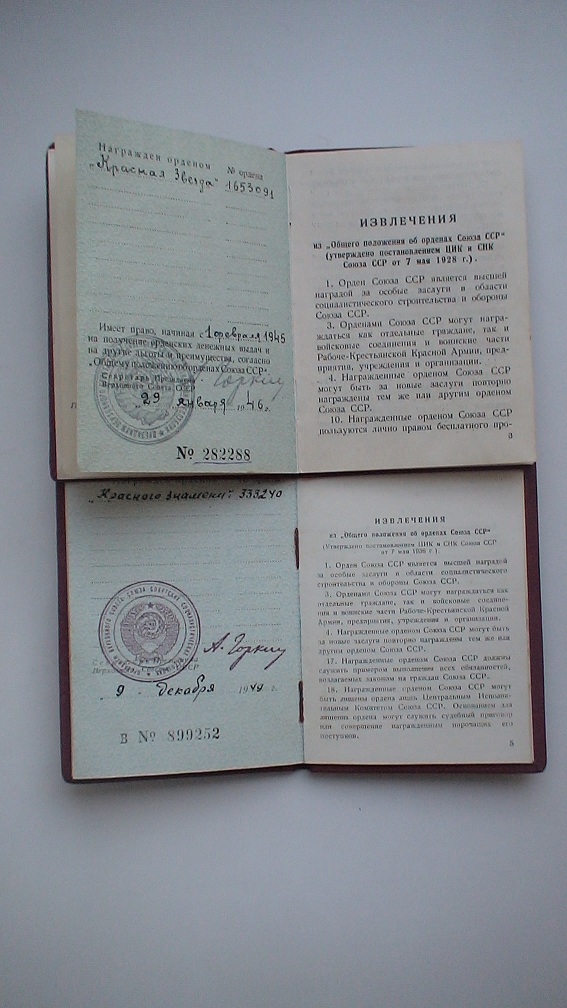 Награжден орденом № ордена
„Красная Звезда" 1653091
Имеет право, начиная с 1 февраля 1945
на получение орденских денежных выдач и
на другие льготы и преимущества, согласно
„Общему положению об орденах Союза ССР".
Секретарь Президиума
Верховного Совета СССР
Горкин
„29" января 1946 г.
№ 282288
ИЗВЛЕЧЕНИЯ
из „Общего положения об орденах Союза ССР"
(утверждено постановлением ЦИК и СНК
Союза ССР от 7 мая 1928 г.).
1. Орден Союза ССР является высшей
наградой за особые заслуги в области
социалистического строительства и обороны
Союза ССР.
3. Орденами Союза ССР могут награ-
ждаться как отдельные граждане, так и
войсковые соединения и воинские части
Рабоче-Крестьянской Красной Армии, пред-
приятия, учреждения и организации.
4. Награжденные орденом Союза ССР
могут быть за новые заслуги повторно
награждены тем же или другим орденом
Союза ССР.
10. Награжденные орденом Союза ССР
пользуются лично правом бесплатного про-
3
„Красного Знамени". 333240
А. Горкин
9 Декабря 1949 г.
В № 899252
ИЗВЛЕЧЕНИЯ
из „Общего положения об орденах Союза ССР"
(Утверждено постановлением ЦИК и СНК Союза ССР
от 7 мая 1928 г.).
1. Орден Союза ССР является высшей наградой
за особые заслуги в области социалистического
строительства и обороны Союза ССР.
3. Орденами Союза ССР могут награждаться как
отдельные граждане, так и войсковые соедине-
ния и воинские части Рабоче-Крестьянской Красной
Армии, предприятия, учреждения и организации.
4. Награжденные орденом Союза ССР могут быть
за новые заслуги повторно награждены тем же или
другим орденом Союза ССР.
17. Награжденные орденом Союза ССР должны
служить примером выполнения всех обязанностей,
возлагаемых законами на граждан Союза ССР.
18. Награжденные орденом Союза ССР могут
быть лишены ордена лишь Центральным Исполни-
тельным Комитетом Союза ССР. Основанием для
лишения ордена могут служить судебный приговор
или совершение награжденным порочащих его
поступков.
5